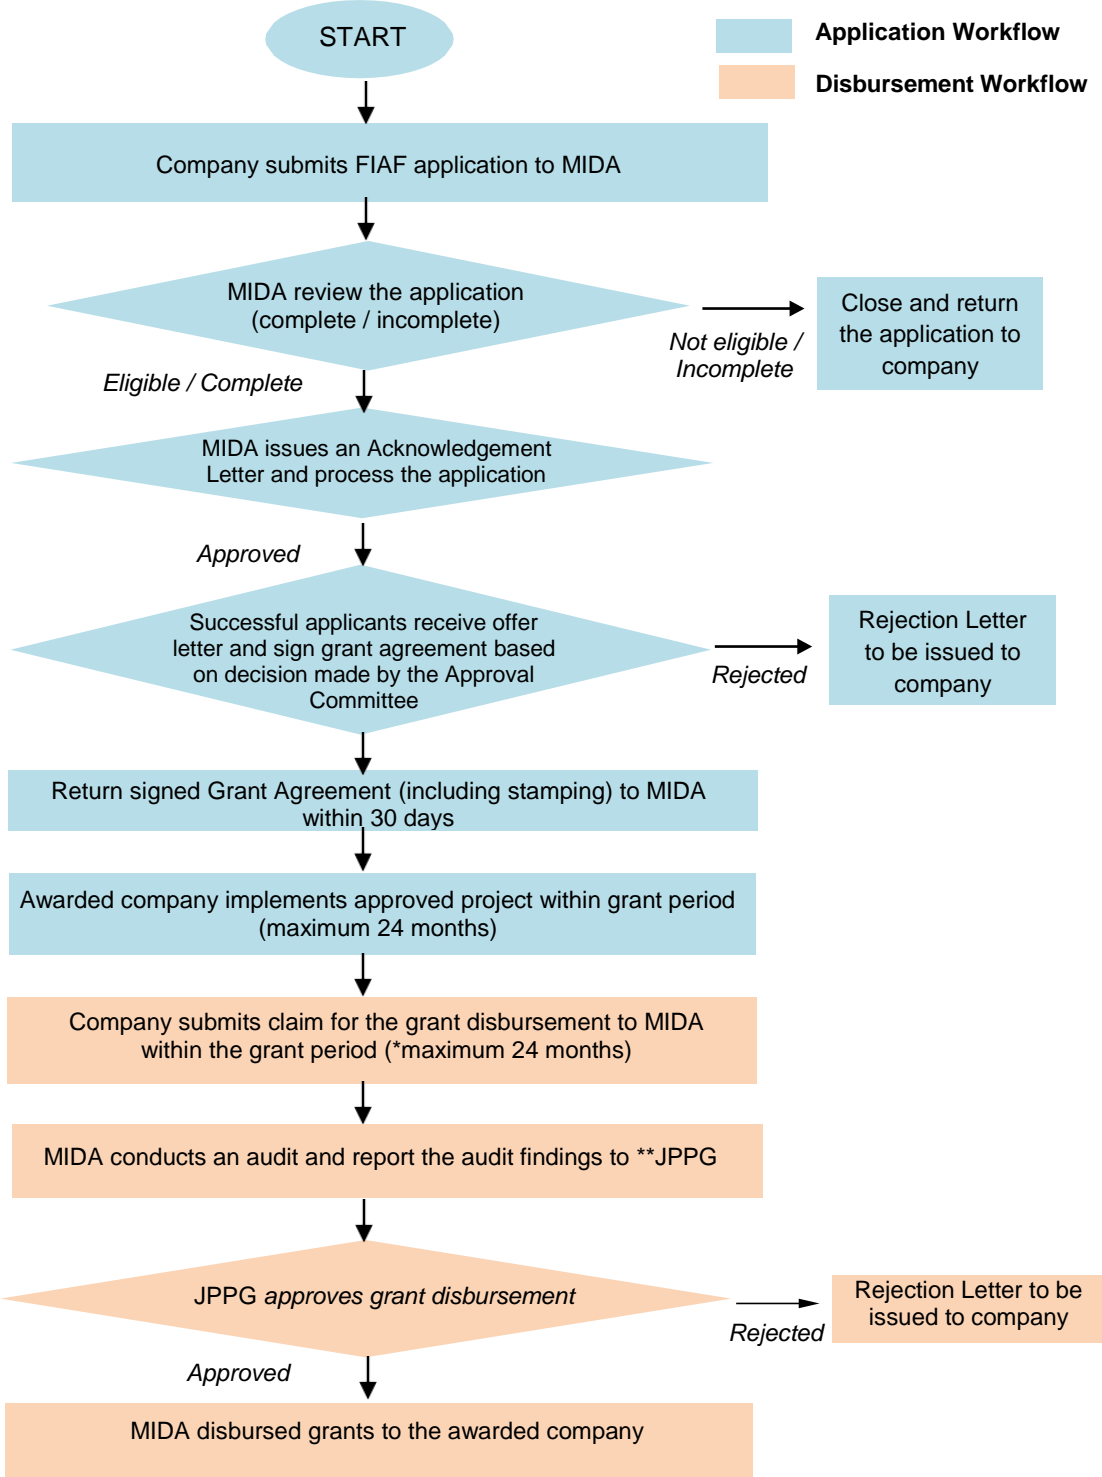 START
Application Workflow
Disbursement Workflow
Company submits FIAF application to MIDA
MIDA review the application
(complete / incomplete)
Not eligible /
Incomplete
Close and return
the application to
company
Eligible / Complete
MIDA issues an Acknowledgement
Letter and process the application
Approved
Successful applicants receive offer
letter and sign grant agreement based
on decision made by the Approval
Committee
Rejected
Rejection Letter
to be issued to
company
Return signed Grant Agreement (including stamping) to MIDA
within 30 days
Awarded company implements approved project within grant period
(maximum 24 months)
Company submits claim for the grant disbursement to MIDA
within the grant period (*maximum 24 months)
MIDA conducts an audit and report the audit findings to **JPPG
JPPG approves grant disbursement
Rejected
Rejection Letter to be
issued to company
Approved
MIDA disbursed grants to the awarded company